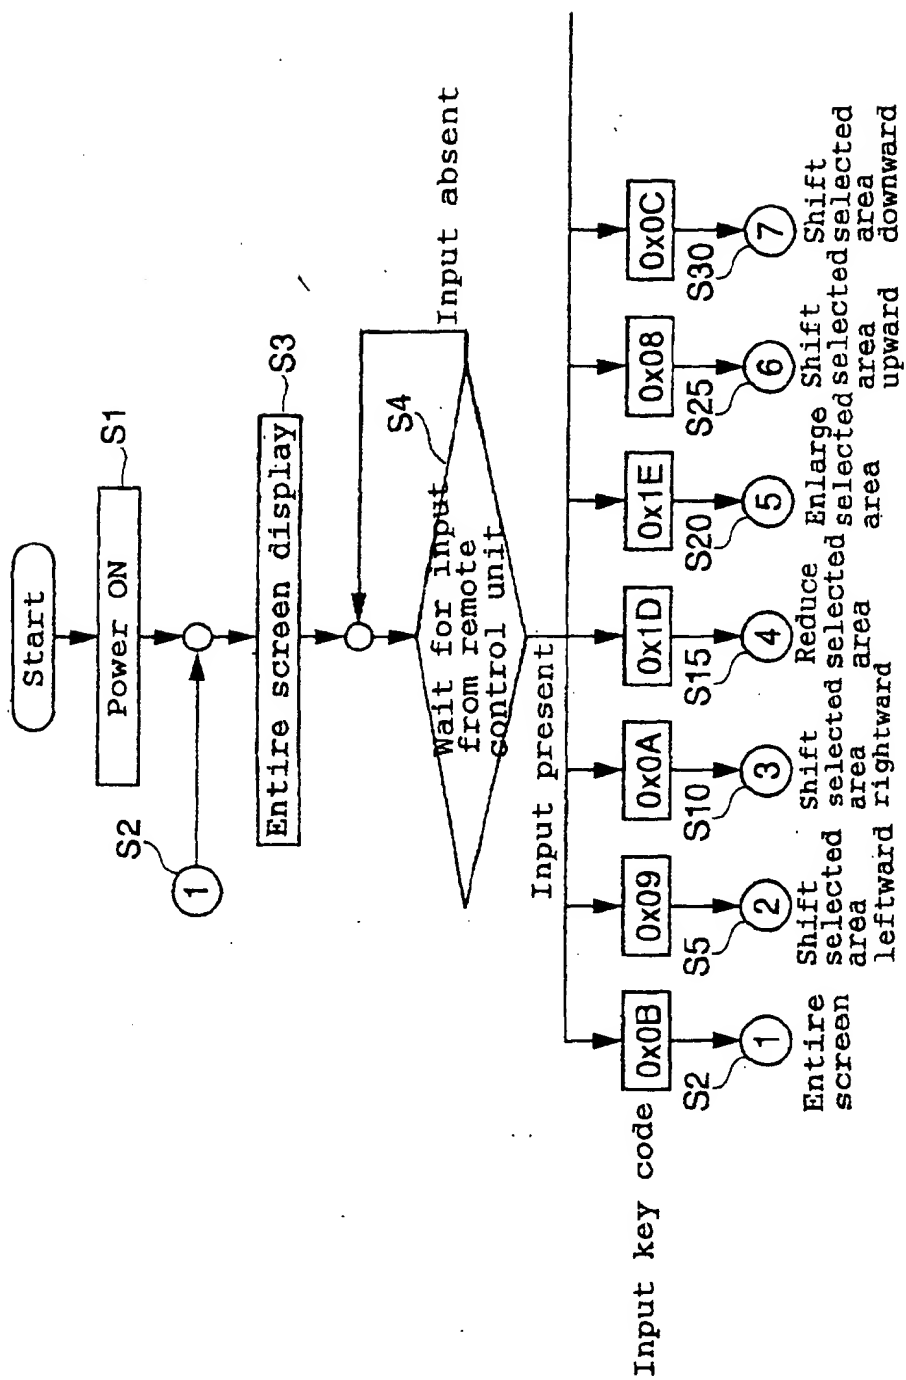 Start
Power ON
S1
S2
1
Entire screen display
S3
S4
Wait for input
from remote
control unit
Input absent
Input present
Input key code
0x0B
0x09
0x0A
0x1D
0x1E
0x08
0x0C
S2
S5
S10
S15
S20
S25
S30
1
2
3
4
5
6
7
Entire
screen
Shift
selected
area
leftward
Shift
selected
area
rightward
Reduce
selected
area
Enlarge
selected
area
Shift
selected
area
upward
Shift
selected
area
downward